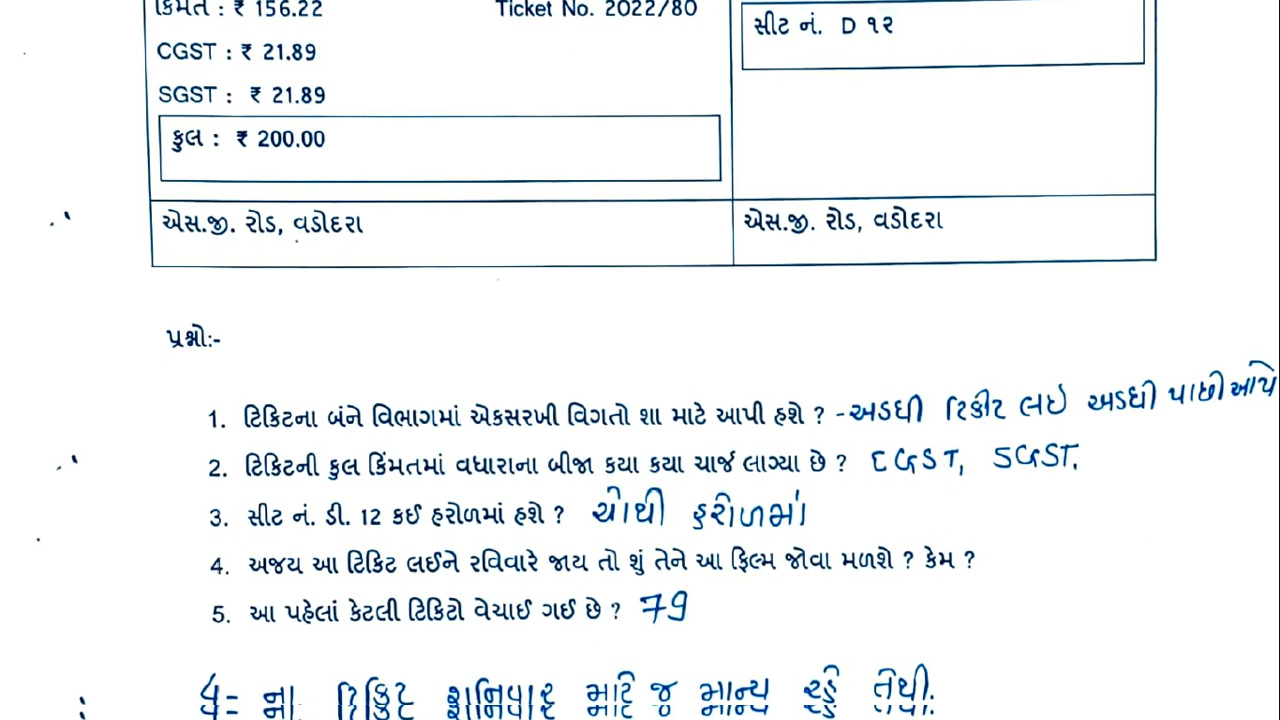 કિંમત : ₹ 156.22 Ticket No. 2022/80
સીટ નં. D ૧૨
CGST : ₹ 21.89
SGST : ₹ 21.89
કુલ : ₹ 200.00
એસ.જી. રોડ, વડોદરા
એસ.જી. રોડ, વડોદરા
પ્રશ્નો:-
1. ટિકિટના બંને વિભાગમાં એકસરખી વિગતો શા માટે આપી હશે ? - અડધી ટિકીટ લઇ અડધી પાછી આપે
2. ટિકિટની કુલ કિંમતમાં વધારાના બીજા કયા કયા ચાર્જ લાગ્યા છે ? CGST, SGST.
3. સીટ નં. ડી. 12 કઈ હરોળમાં હશે ? ચોથી હરોળમાં
4. અજય આ ટિકિટ લઈને રવિવારે જાય તો શું તેને આ ફિલ્મ જોવા મળશે ? કેમ ?
5. આ પહેલાં કેટલી ટિકિટો વેચાઈ ગઈ છે ? 79
4= ના ટિકિટ શનિવાર માટે જ માન્ય રહે તેથી.